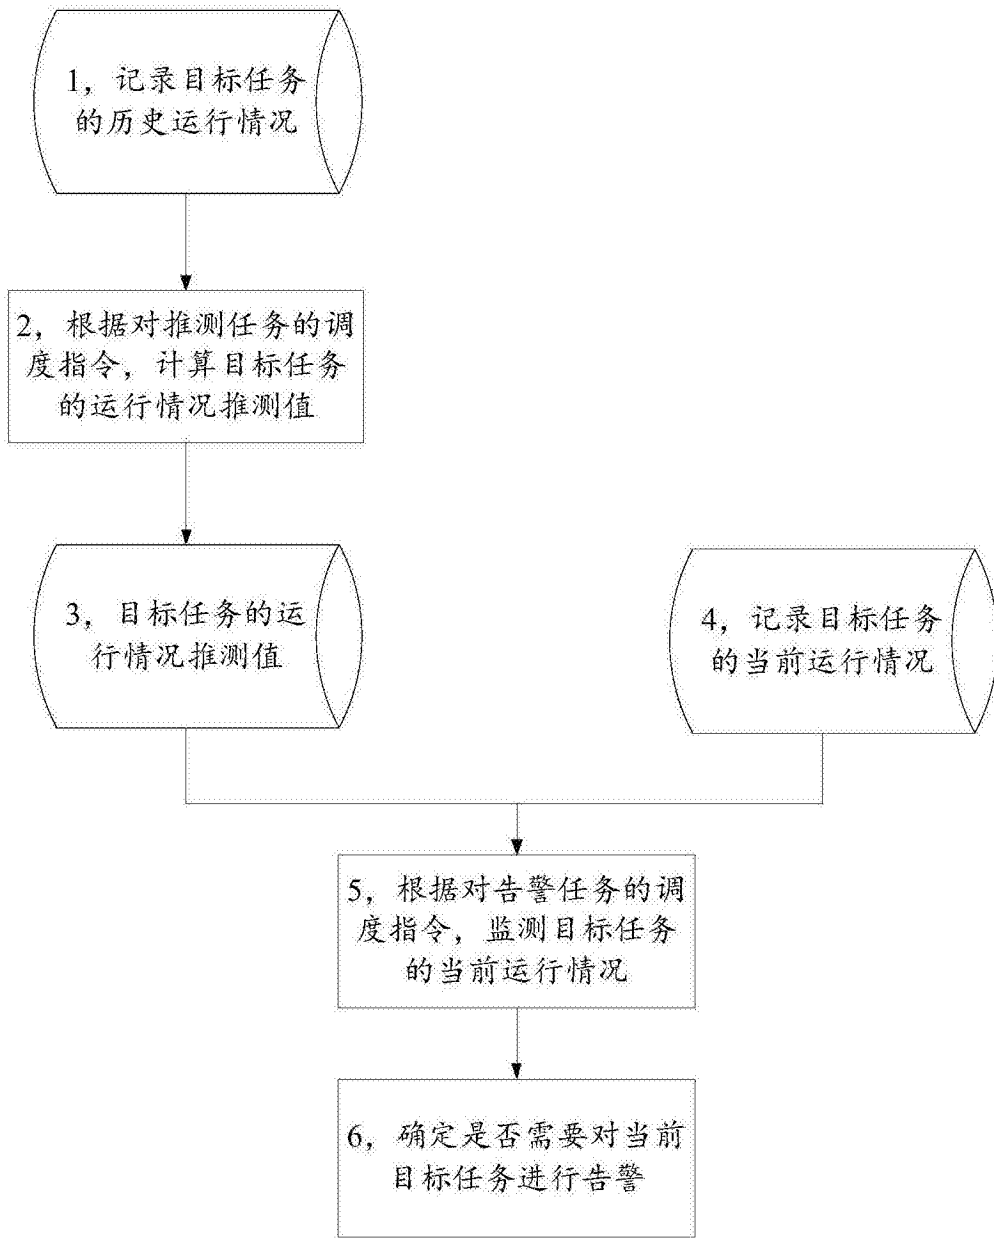 1，记录目标任务
的历史运行情况
2，根据对推测任务的调
度指令，计算目标任务
的运行情况推测值
3，目标任务的运
行情况推测值
4，记录目标任务
的当前运行情况
5，根据对告警任务的调
度指令，监测目标任务
的当前运行情况
6，确定是否需要对当前
目标任务进行告警